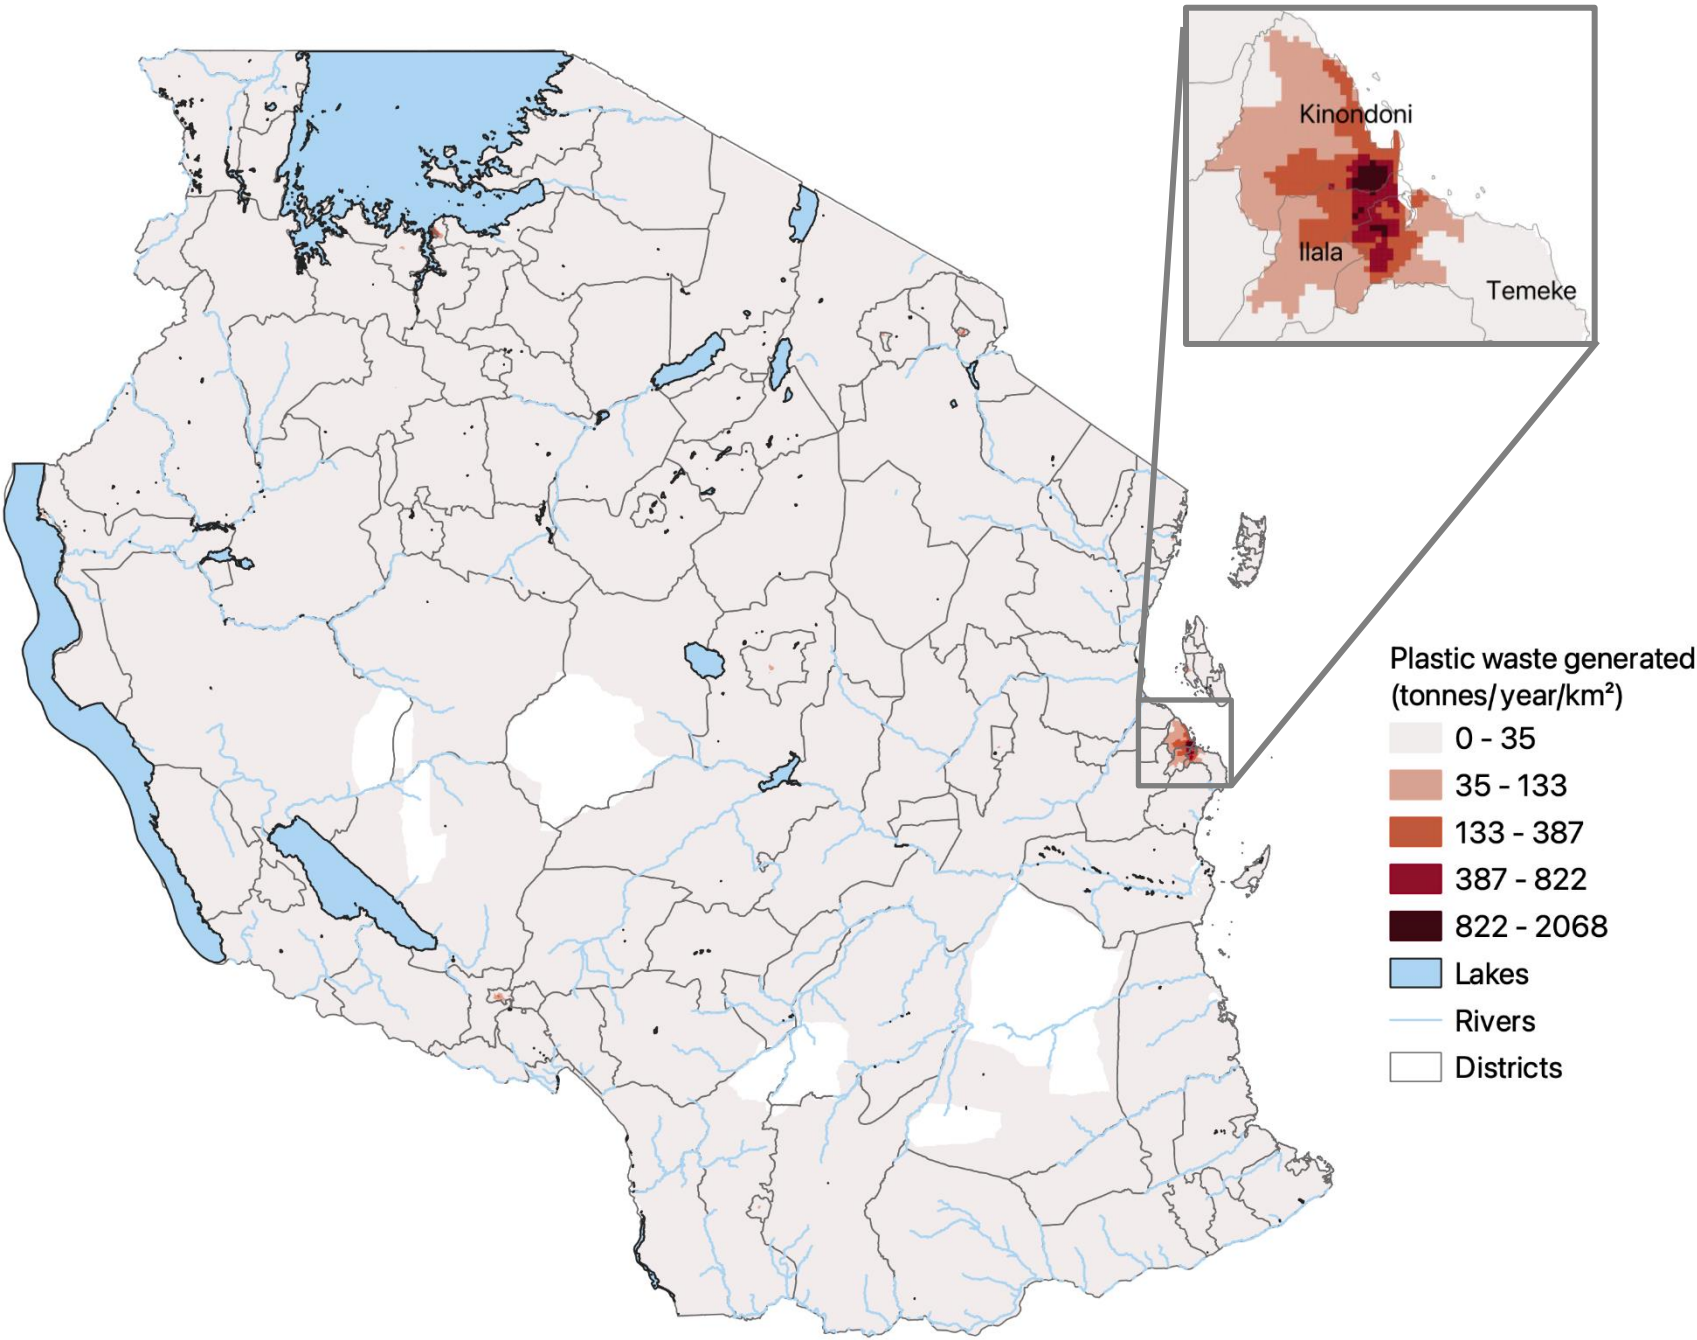 Kinondoni
Ilala
Temeke
Plastic waste generated
(tonnes/year/km²)
0 - 35
35 - 133
133 - 387
387 - 822
822 - 2068
Lakes
Rivers
Districts